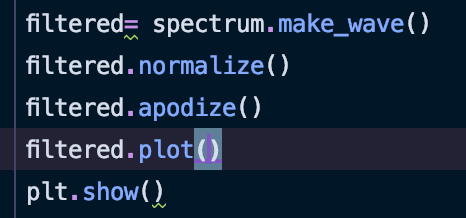 filtered= spectrum.make_wave()
filtered.normalize()
filtered.apodize()
filtered.plot()
plt.show()